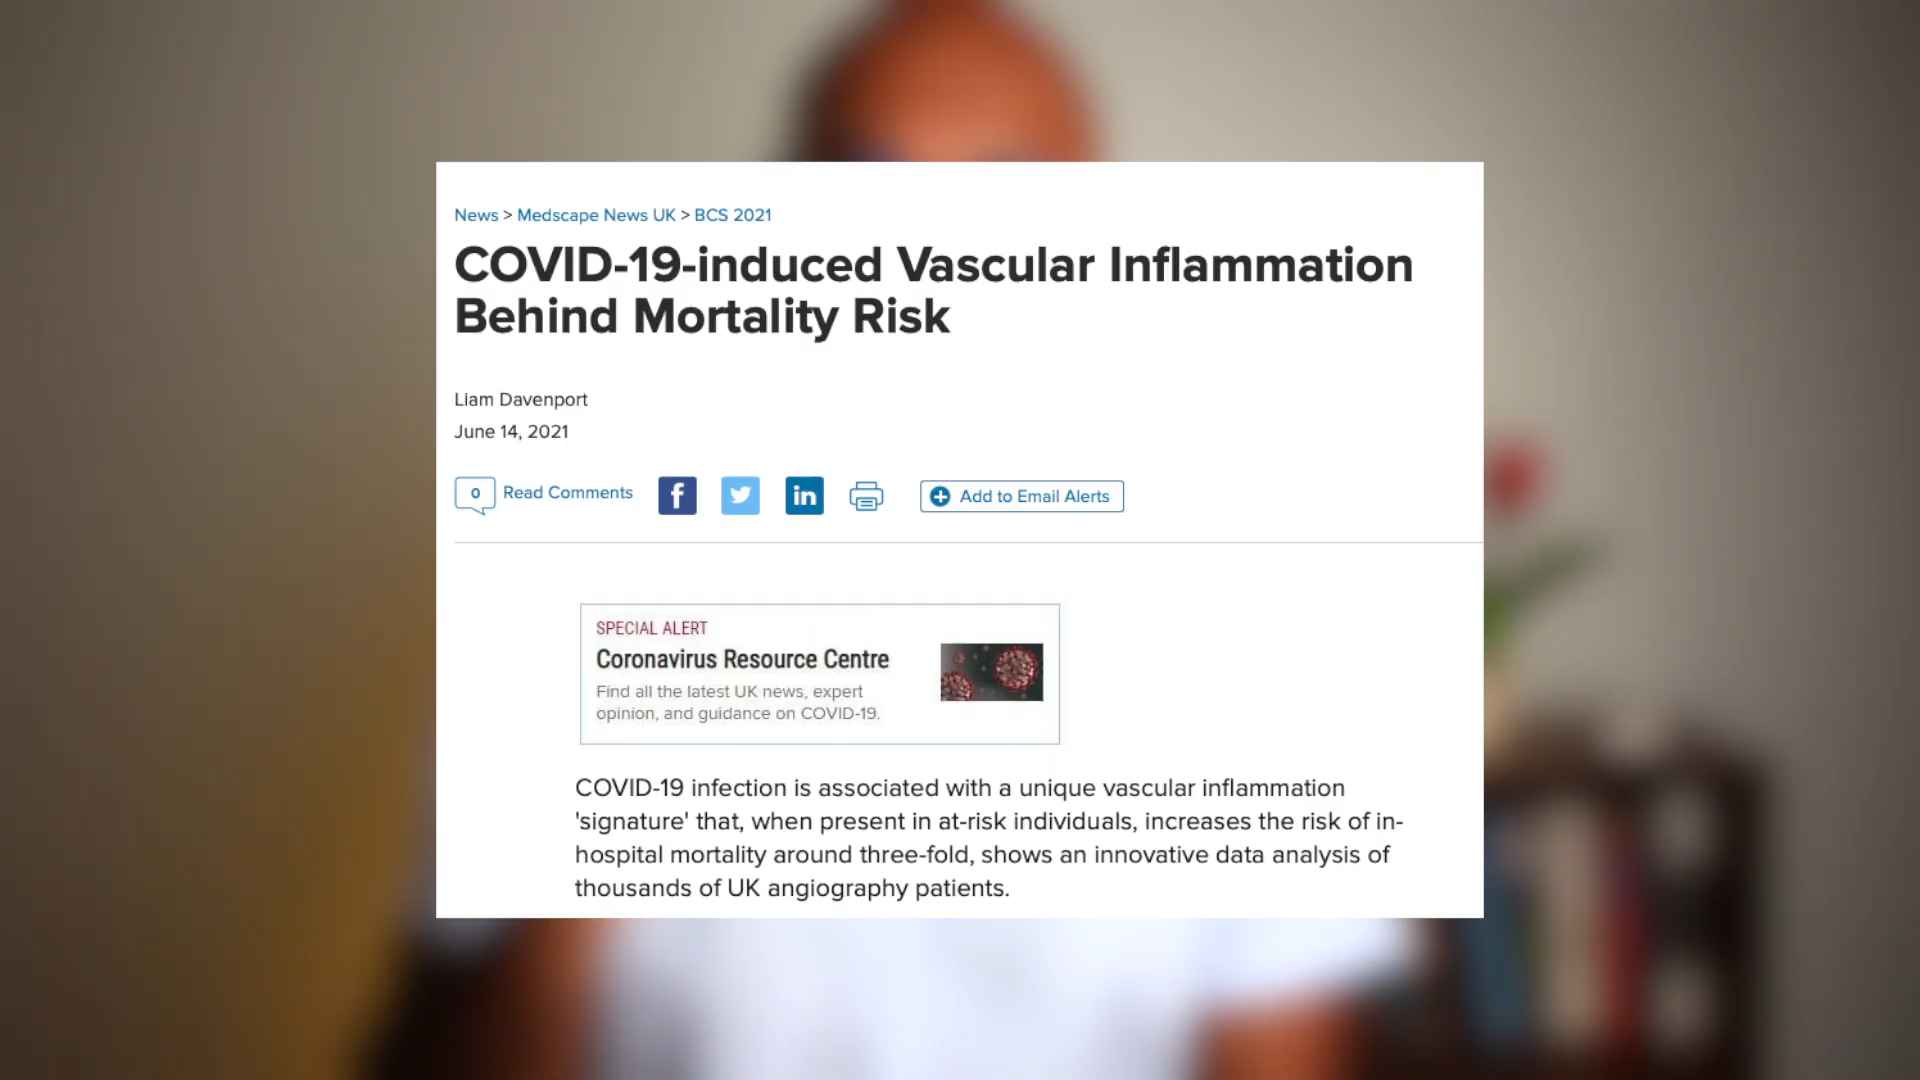 News > Medscape News UK > BCS 2021
COVID-19-induced Vascular Inflammation
Behind Mortality Risk
Liam Davenport
June 14, 2021
0 Read Comments f in Add to Email Alerts
SPECIAL ALERT
Coronavirus Resource Centre
Find all the latest UK news, expert
opinion, and guidance on COVID-19.
COVID-19 infection is associated with a unique vascular inflammation
'signature' that, when present in at-risk individuals, increases the risk of in-
hospital mortality around three-fold, shows an innovative data analysis of
thousands of UK angiography patients.